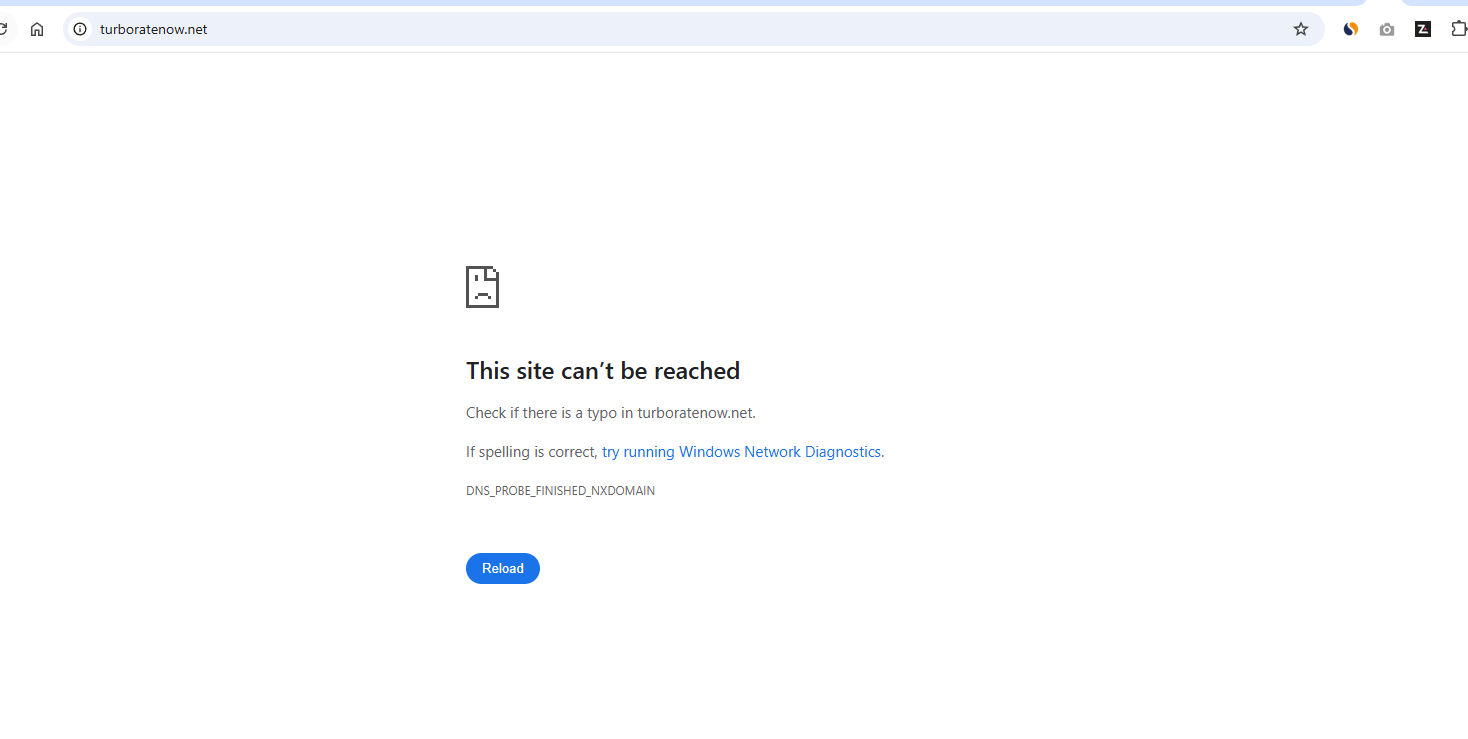 turboratenow.net
Z
This site can’t be reached
Check if there is a typo in turboratenow.net.
If spelling is correct, try running Windows Network Diagnostics.
DNS_PROBE_FINISHED_NXDOMAIN
Reload